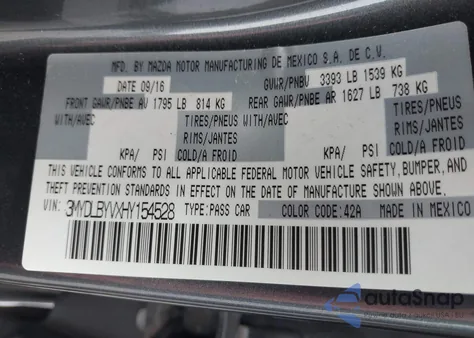 MFD. BY MAZDA MOTOR MANUFACTURING DE MEXICO S.A. DE C.V.
DATE 09/16 GVWR/PNBV 3393 LB 1539 KG
FRONT GAWR/PNBE AV 1795 LB 814 KG REAR GAWR/PNBE AR 1627 LB 738 KG
WITH/AVEC TIRES/PNEUS WITH/AVEC TIRES/PNEUS
RIMS/JANTES RIMS/JANTES
KPA/ PSI COLD/A FROID KPA/ PSI COLD/A FROID
THIS VEHICLE CONFORMS TO ALL APPLICABLE FEDERAL MOTOR VEHICLE SAFETY, BUMPER, AND
THEFT PREVENTION STANDARDS IN EFFECT ON THE DATE OF MANUFACTURE SHOWN ABOVE.
VIN: 3MYDLBYVXHY154528 TYPE: PASS CAR COLOR CODE: 42A MADE IN MEXICO
autoSnap